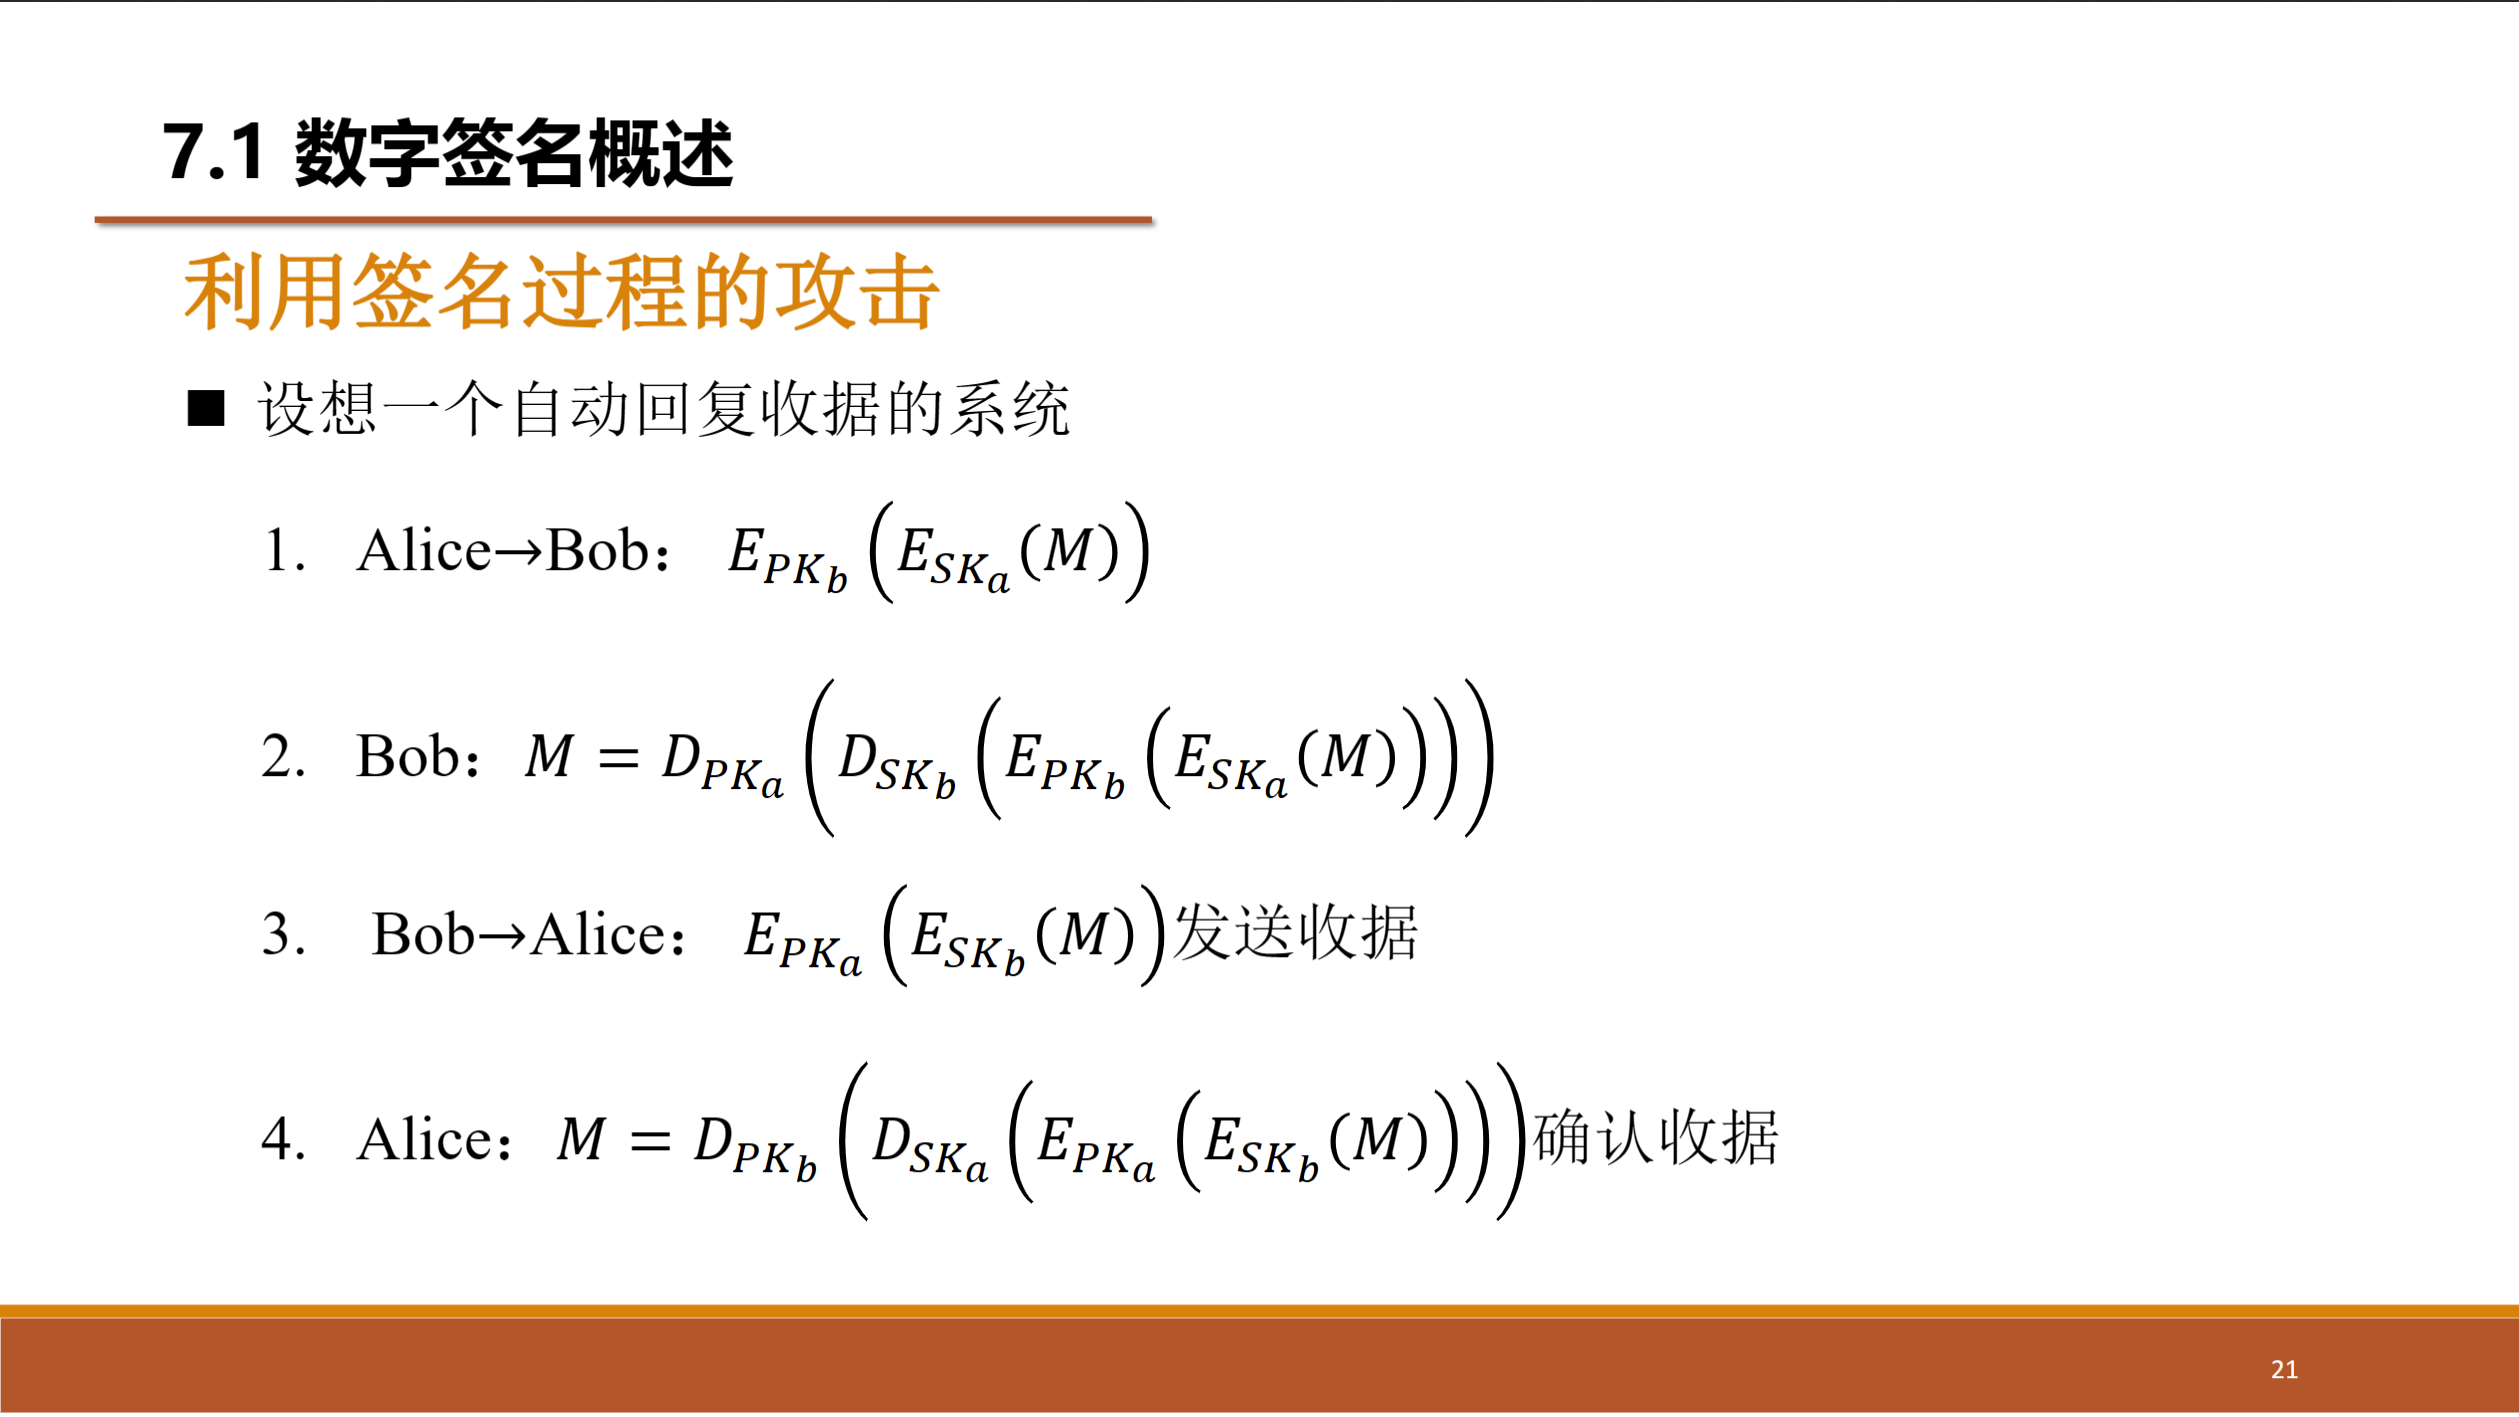 7.1 数字签名概述
利用签名过程的攻击
■ 设想一个自动回复收据的系统
1. Alice→Bob： $E_{PK_b}\left(E_{SK_a}(M)\right)$
2. Bob： $M = D_{PK_a}\left(D_{SK_b}\left(E_{PK_b}\left(E_{SK_a}(M)\right)\right)\right)$
3. Bob→Alice： $E_{PK_a}\left(E_{SK_b}(M)\right)$发送收据
4. Alice： $M = D_{PK_b}\left(D_{SK_a}\left(E_{PK_a}\left(E_{SK_b}(M)\right)\right)\right)$确认收据
21